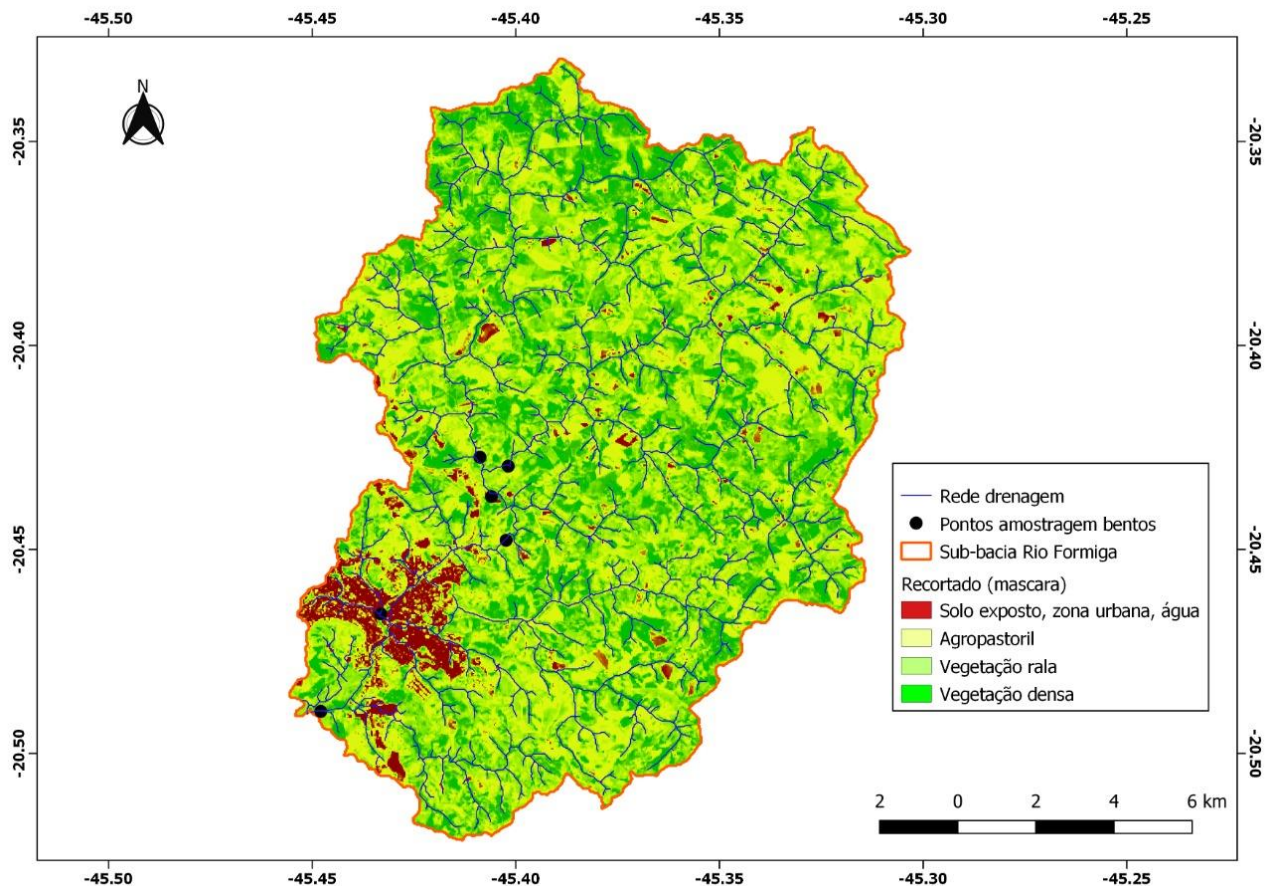 -45.50 -45.45 -45.40 -45.35 -45.30 -45.25
N
-20.35 -20.35
-20.40 -20.40
-20.45 -20.45
-20.50 -20.50
Rede drenagem
Pontos amostragem bentos
Sub-bacia Rio Formiga
Recortado (mascara)
Solo exposto, zona urbana, água
Agropastoril
Vegetação rala
Vegetação densa
2 0 2 4 6 km
-45.50 -45.45 -45.40 -45.35 -45.30 -45.25